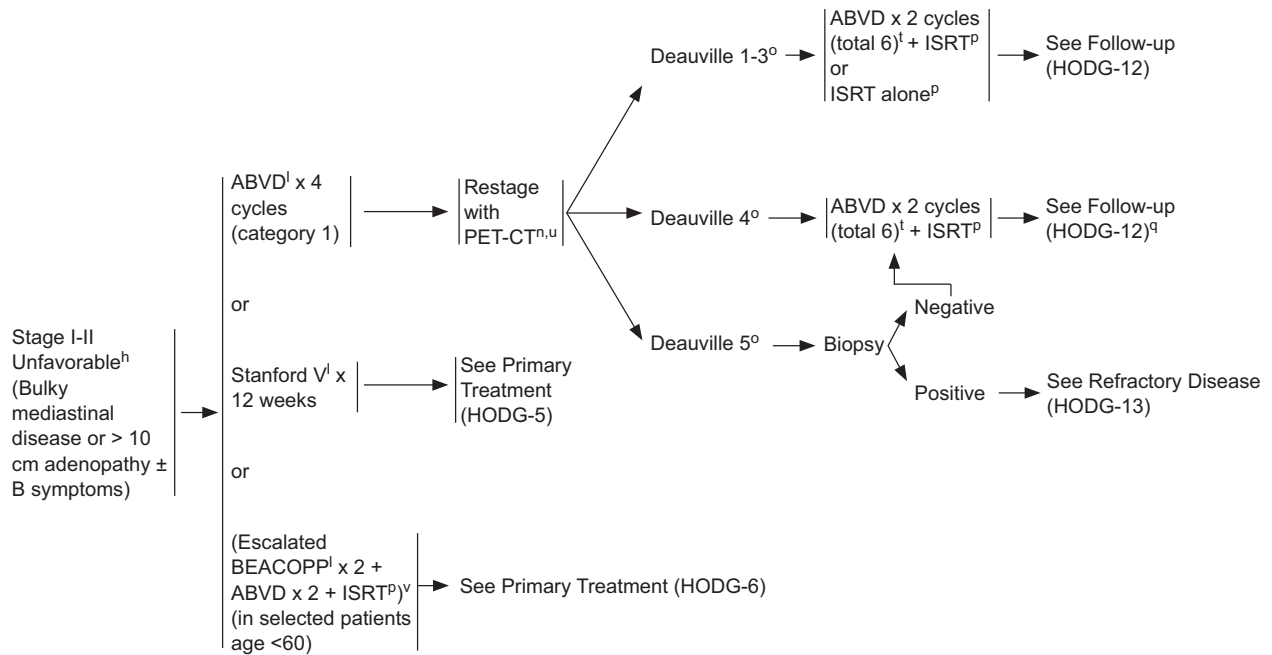 Stage I-II
Unfavorableʰ
(Bulky
mediastinal
disease or > 10
cm adenopathy ±
B symptoms)
ABVDˡ x 4
cycles
(category 1)
or
Stanford Vˡ x
12 weeks
or
(Escalated
BEACOPPˡ x 2 +
ABVD x 2 + ISRTᵖ)ᵛ
(in selected patients
age <60)
Restage
with
PET-CTⁿ,ᵘ
See Primary
Treatment
(HODG-5)
See Primary Treatment (HODG-6)
Deauville 1-3ᵒ
ABVD x 2 cycles
(total 6)ᵗ + ISRTᵖ
or
ISRT aloneᵖ
See Follow-up
(HODG-12)
Deauville 4ᵒ
ABVD x 2 cycles
(total 6)ᵗ + ISRTᵖ
See Follow-up
(HODG-12)𐞥
Deauville 5ᵒ
Biopsy
Negative
Positive
See Refractory Disease
(HODG-13)